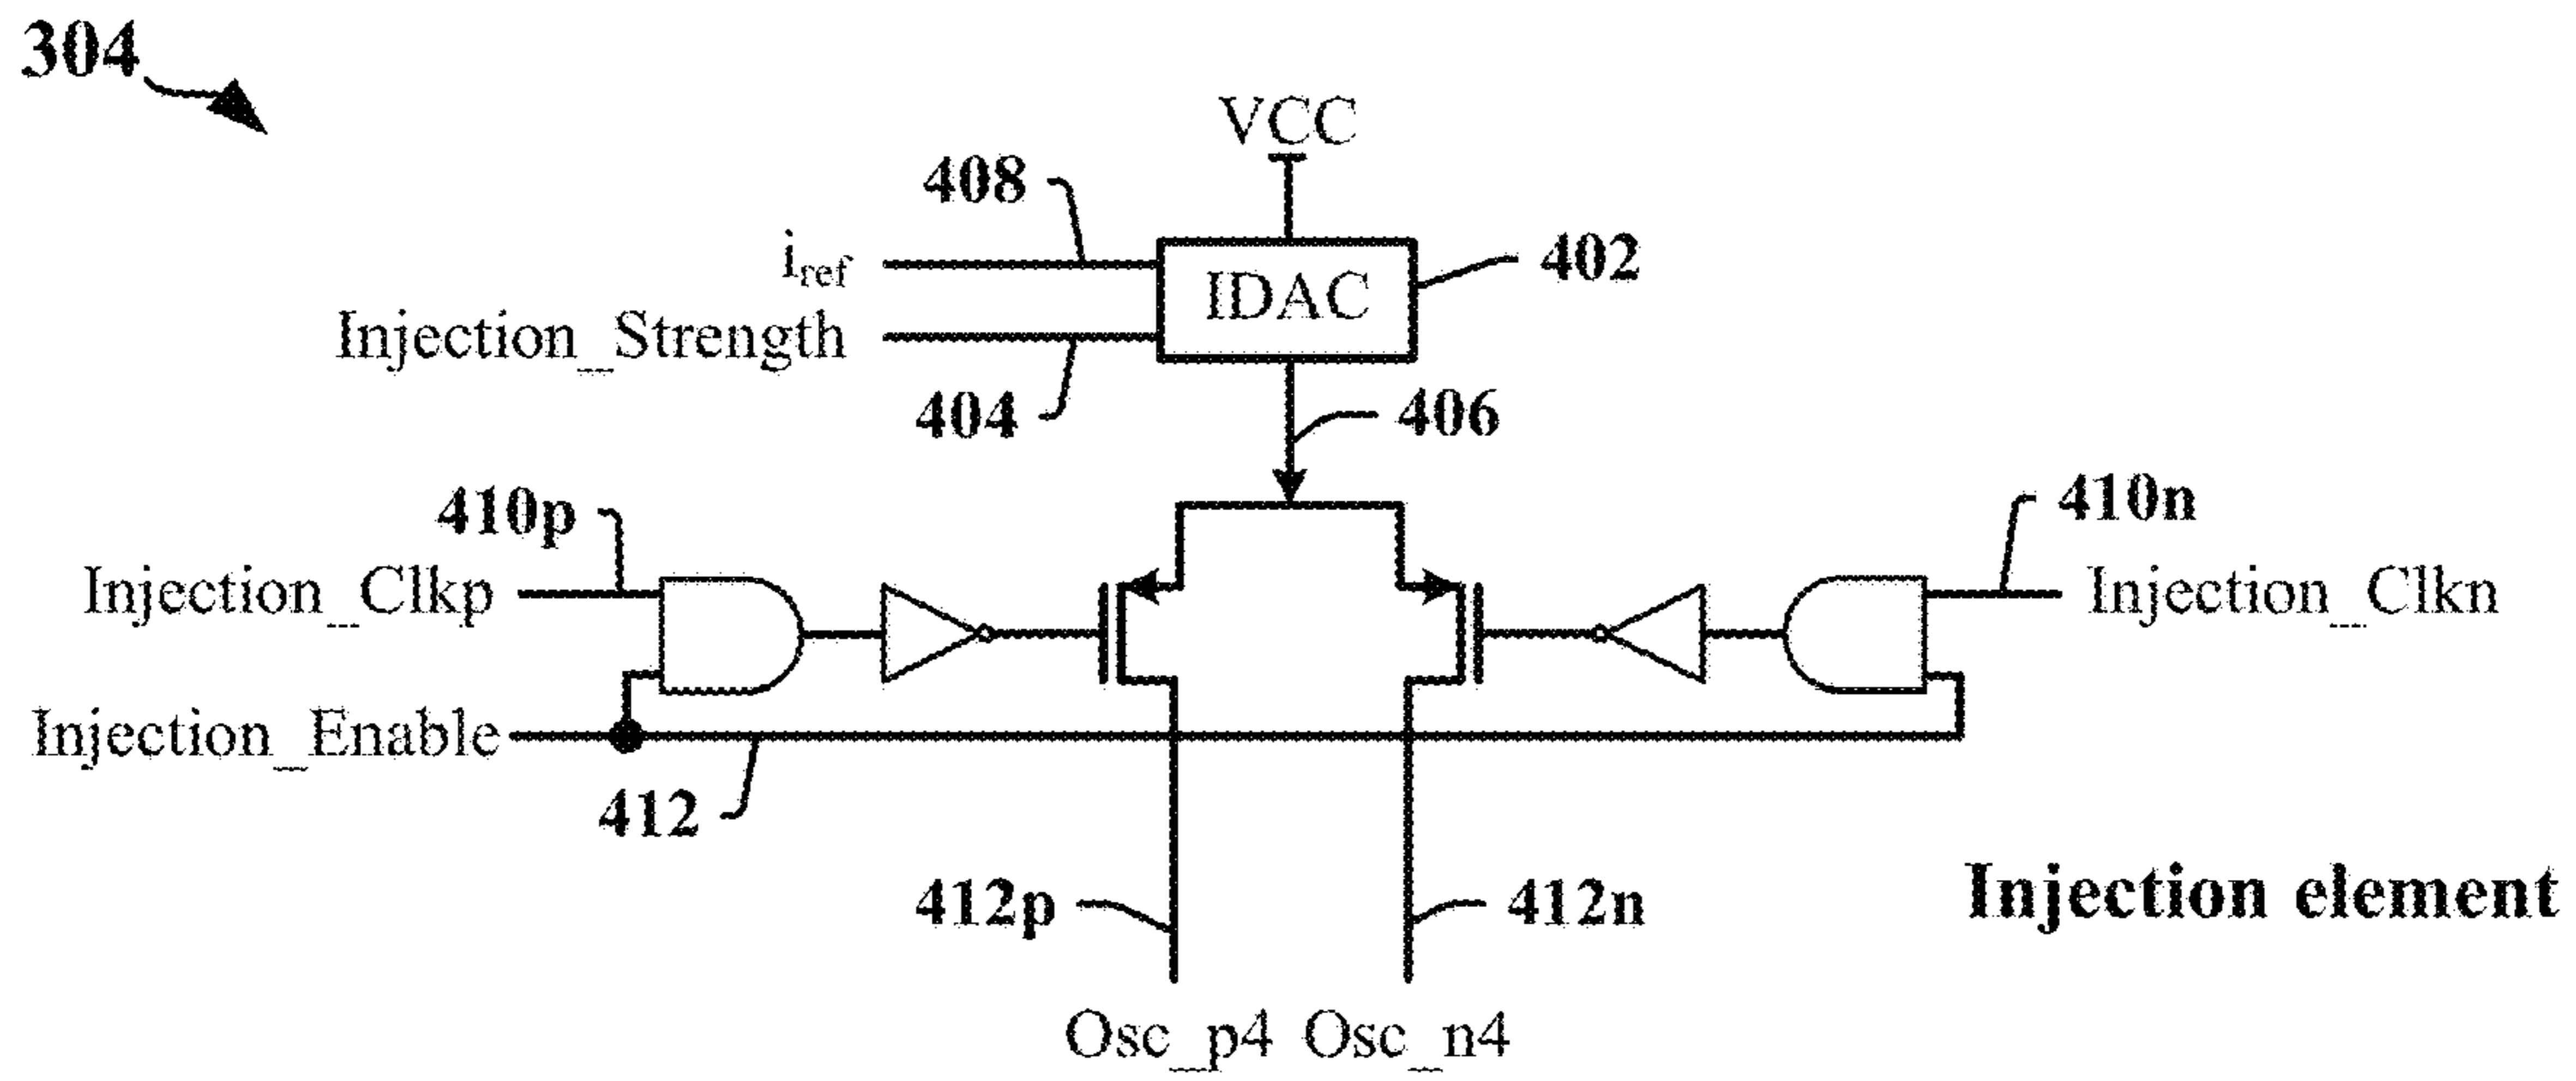 304
VCC
408
i_ref
IDAC
402
Injection_Strength
404
406
410p
410n
Injection_Clkp
Injection_Clkn
Injection_Enable
412
412p
412n
Injection element
Osc_p4 Osc_n4